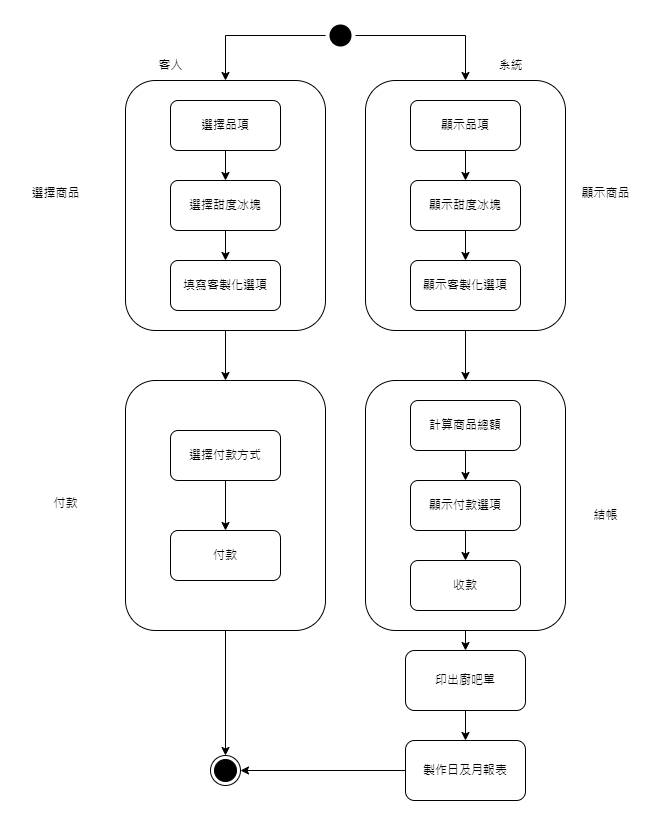 客人
系統
選擇品項
顯示品項
選擇商品
選擇甜度冰塊
顯示甜度冰塊
顯示商品
填寫客製化選項
顯示客製化選項
計算商品總額
選擇付款方式
付款
顯示付款選項
結帳
付款
收款
印出廚吧單
製作日及月報表